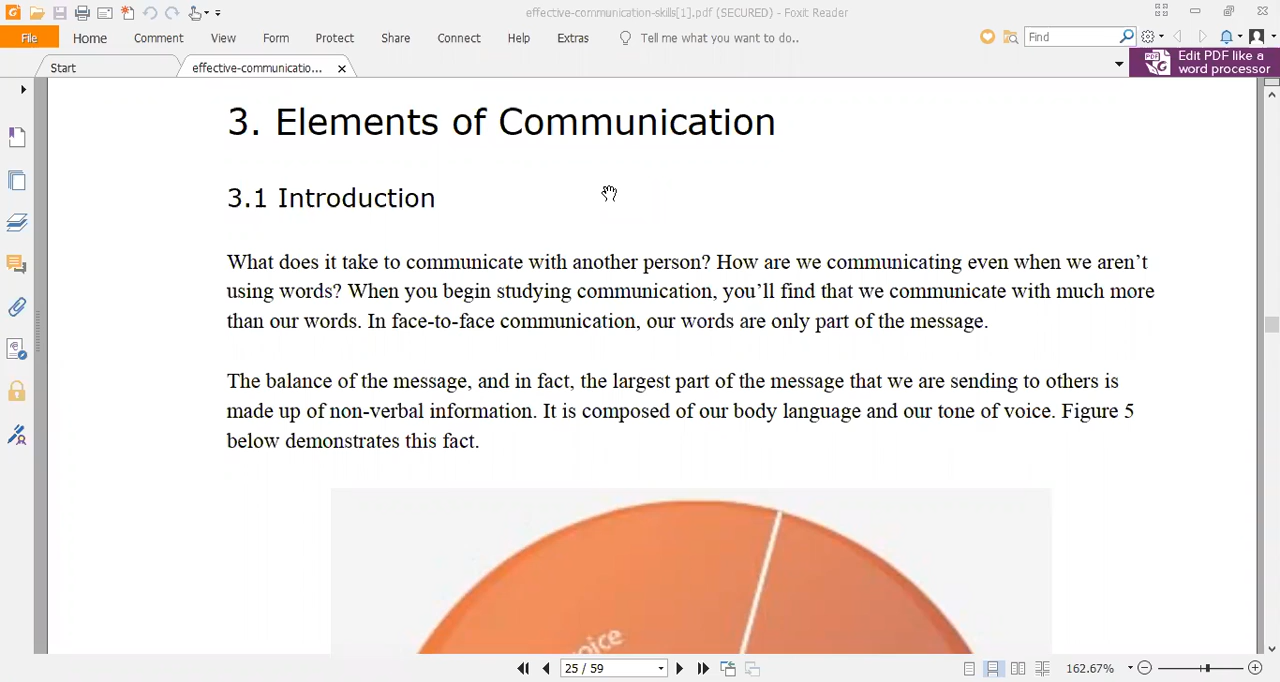 effective-communication-skills[1].pdf (SECURED) - Foxit Reader
File Home Comment View Form Protect Share Connect Help Extras Tell me what you want to do.. Find
Start effective-communicatio... Edit PDF like a
word processor
3. Elements of Communication
3.1 Introduction
What does it take to communicate with another person? How are we communicating even when we aren't
using words? When you begin studying communication, you'll find that we communicate with much more
than our words. In face-to-face communication, our words are only part of the message.
The balance of the message, and in fact, the largest part of the message that we are sending to others is
made up of non-verbal information. It is composed of our body language and our tone of voice. Figure 5
below demonstrates this fact.
25 / 59 162.67%